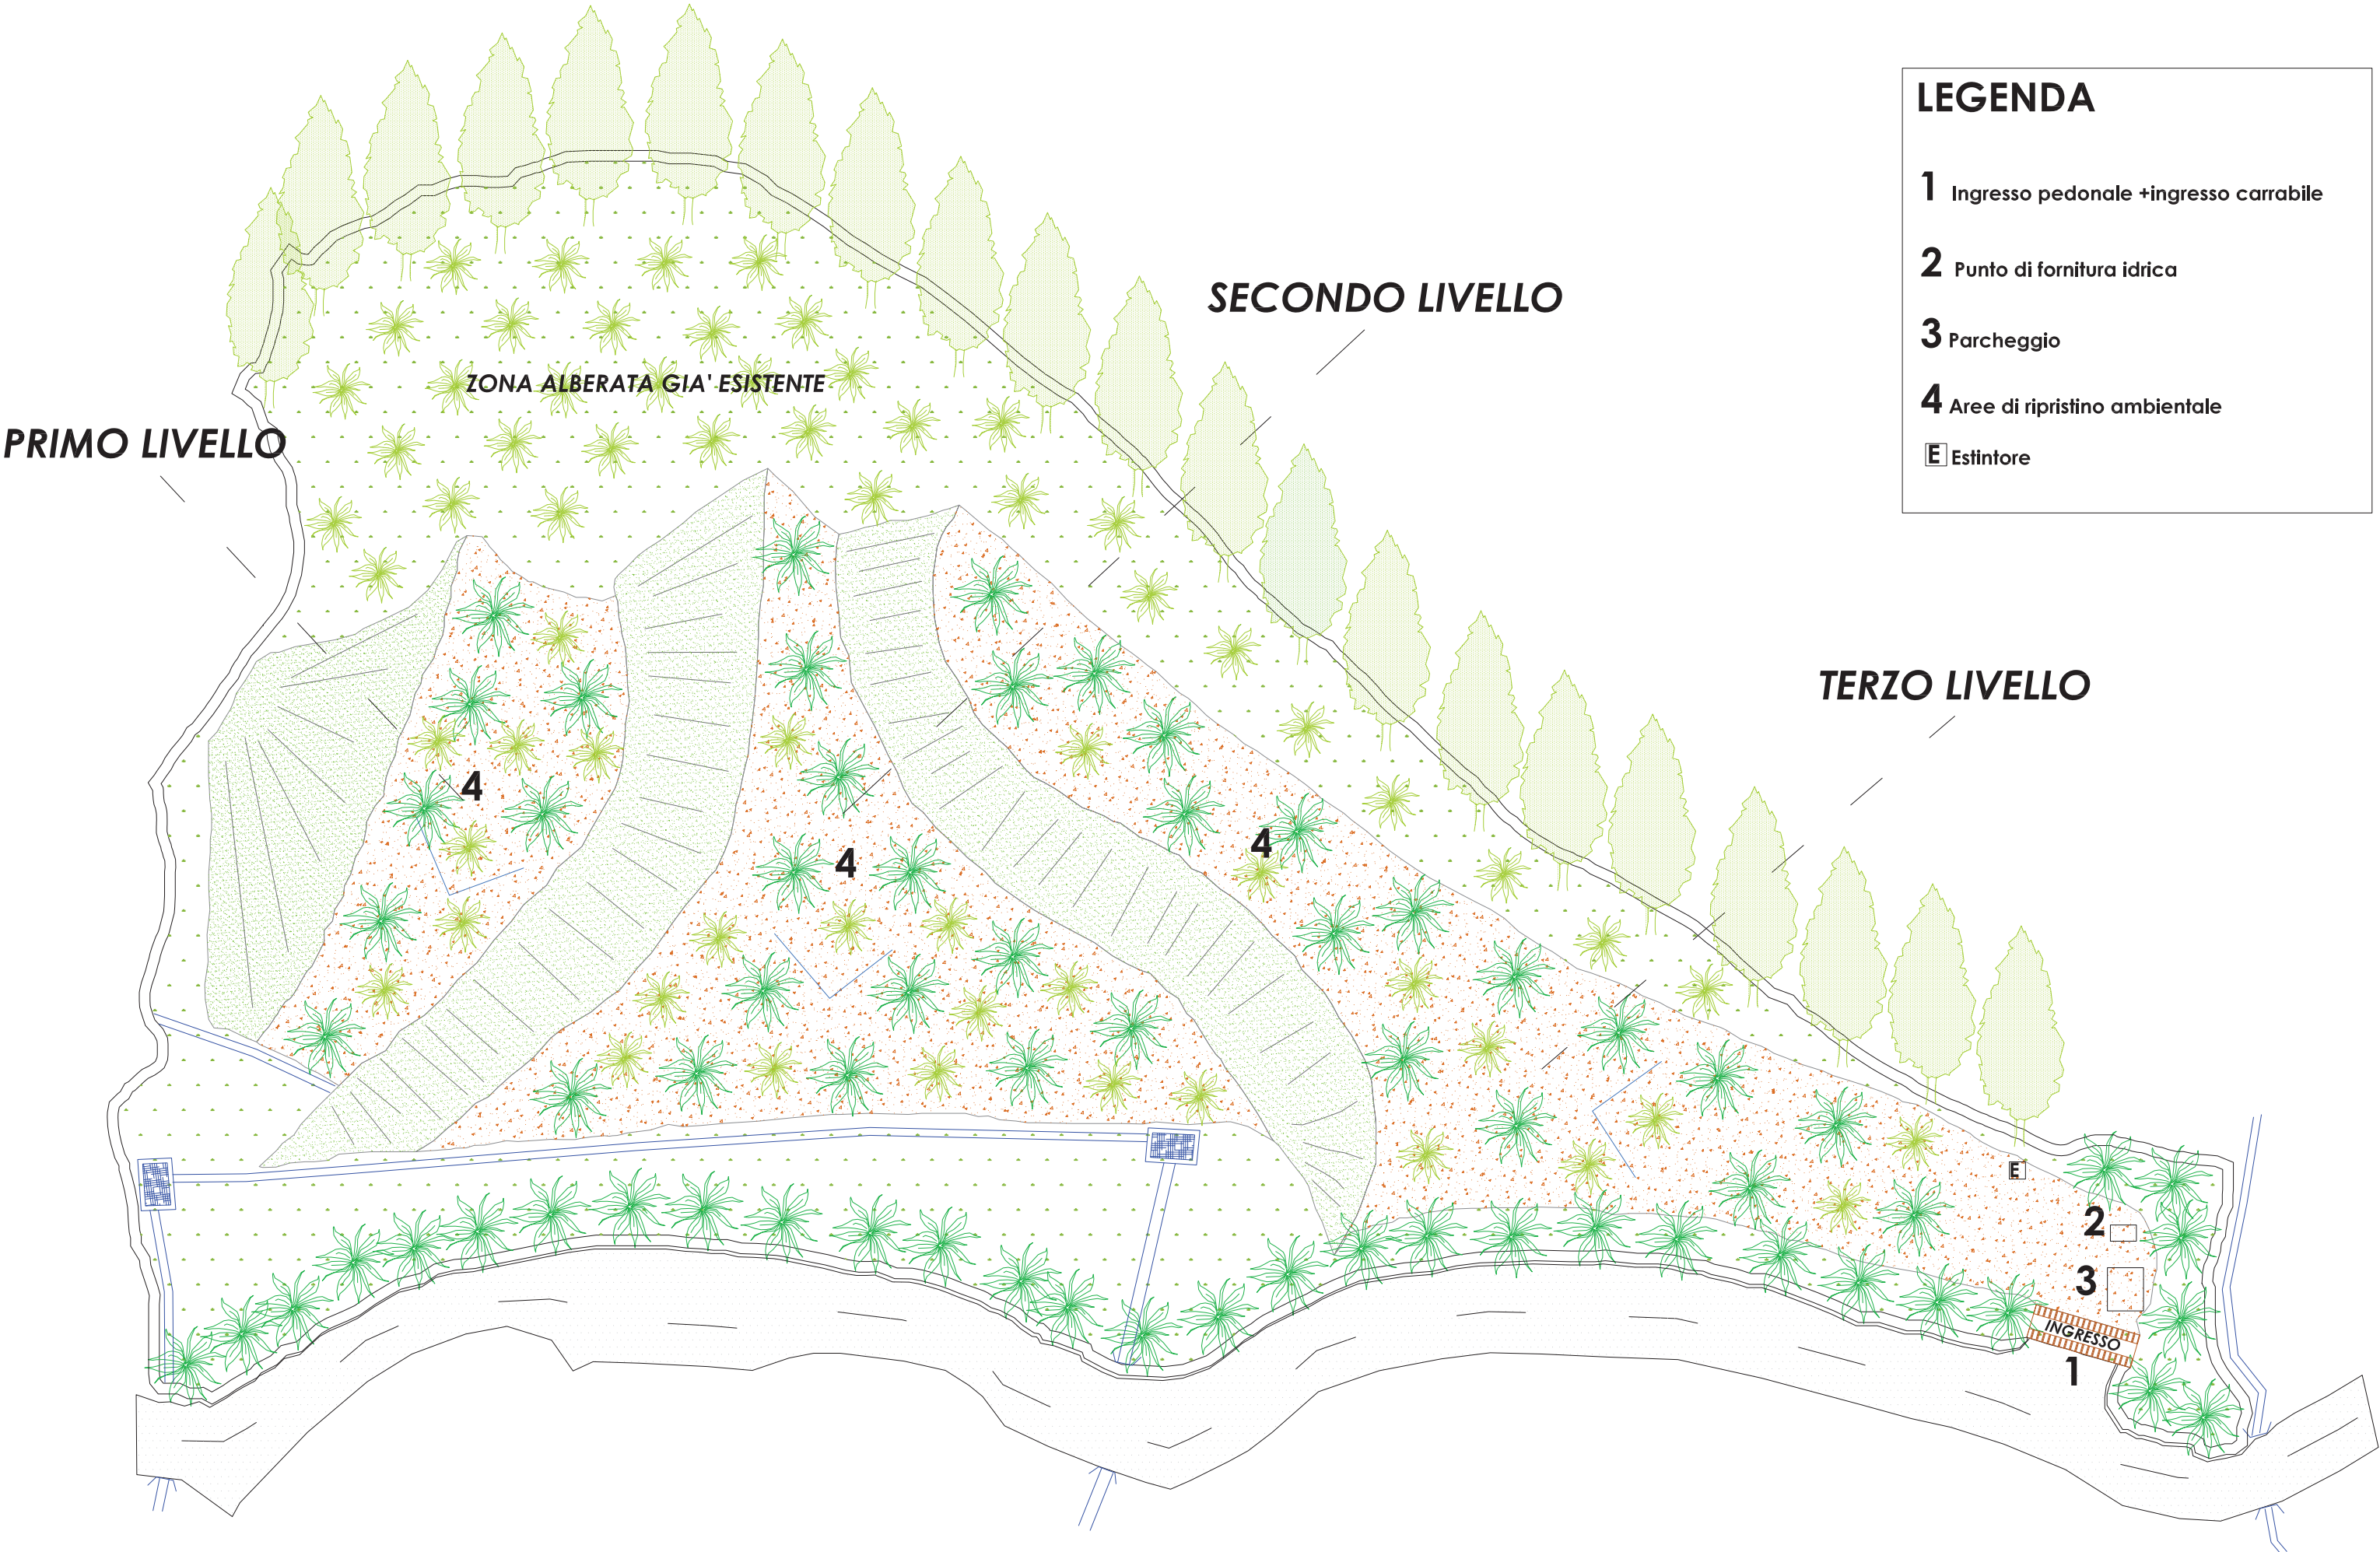 LEGENDA
1 Ingresso pedonale +ingresso carrabile
2 Punto di fornitura idrica
3 Parcheggio
4 Aree di ripristino ambientale
E Estintore
SECONDO LIVELLO
ZONA ALBERATA GIA' ESISTENTE
PRIMO LIVELLO
TERZO LIVELLO
4
4
4
E
2
3
INGRESSO
1